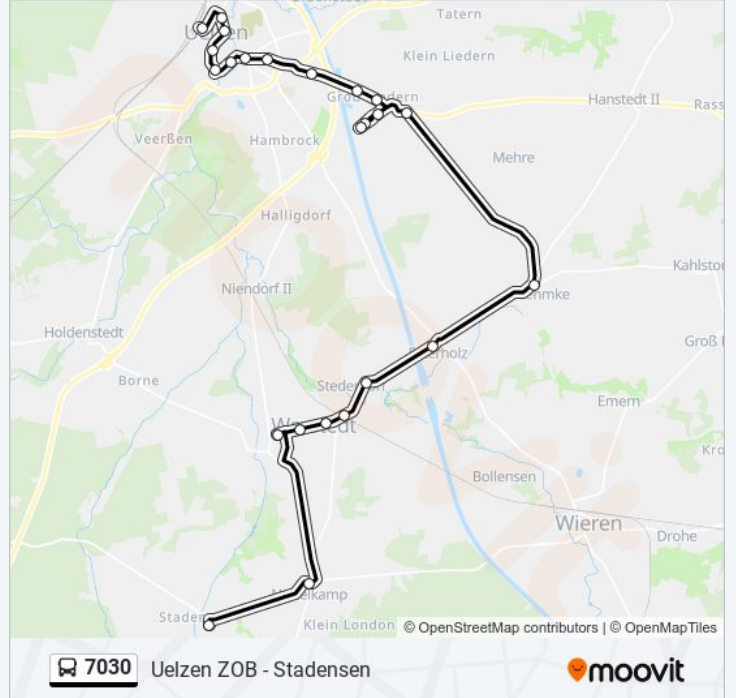 Tatern
Klein Liedern
Hanstedt II
Veerßen
Hambrock
Mehre
Halligdorf
Niendorf II
Holdenstedt
Borne
Emern
Bollensen
Wieren
Drohe
Klein London
© OpenStreetMap contributors | © OpenMapTiles
7030 Uelzen ZOB - Stadensen
moovit